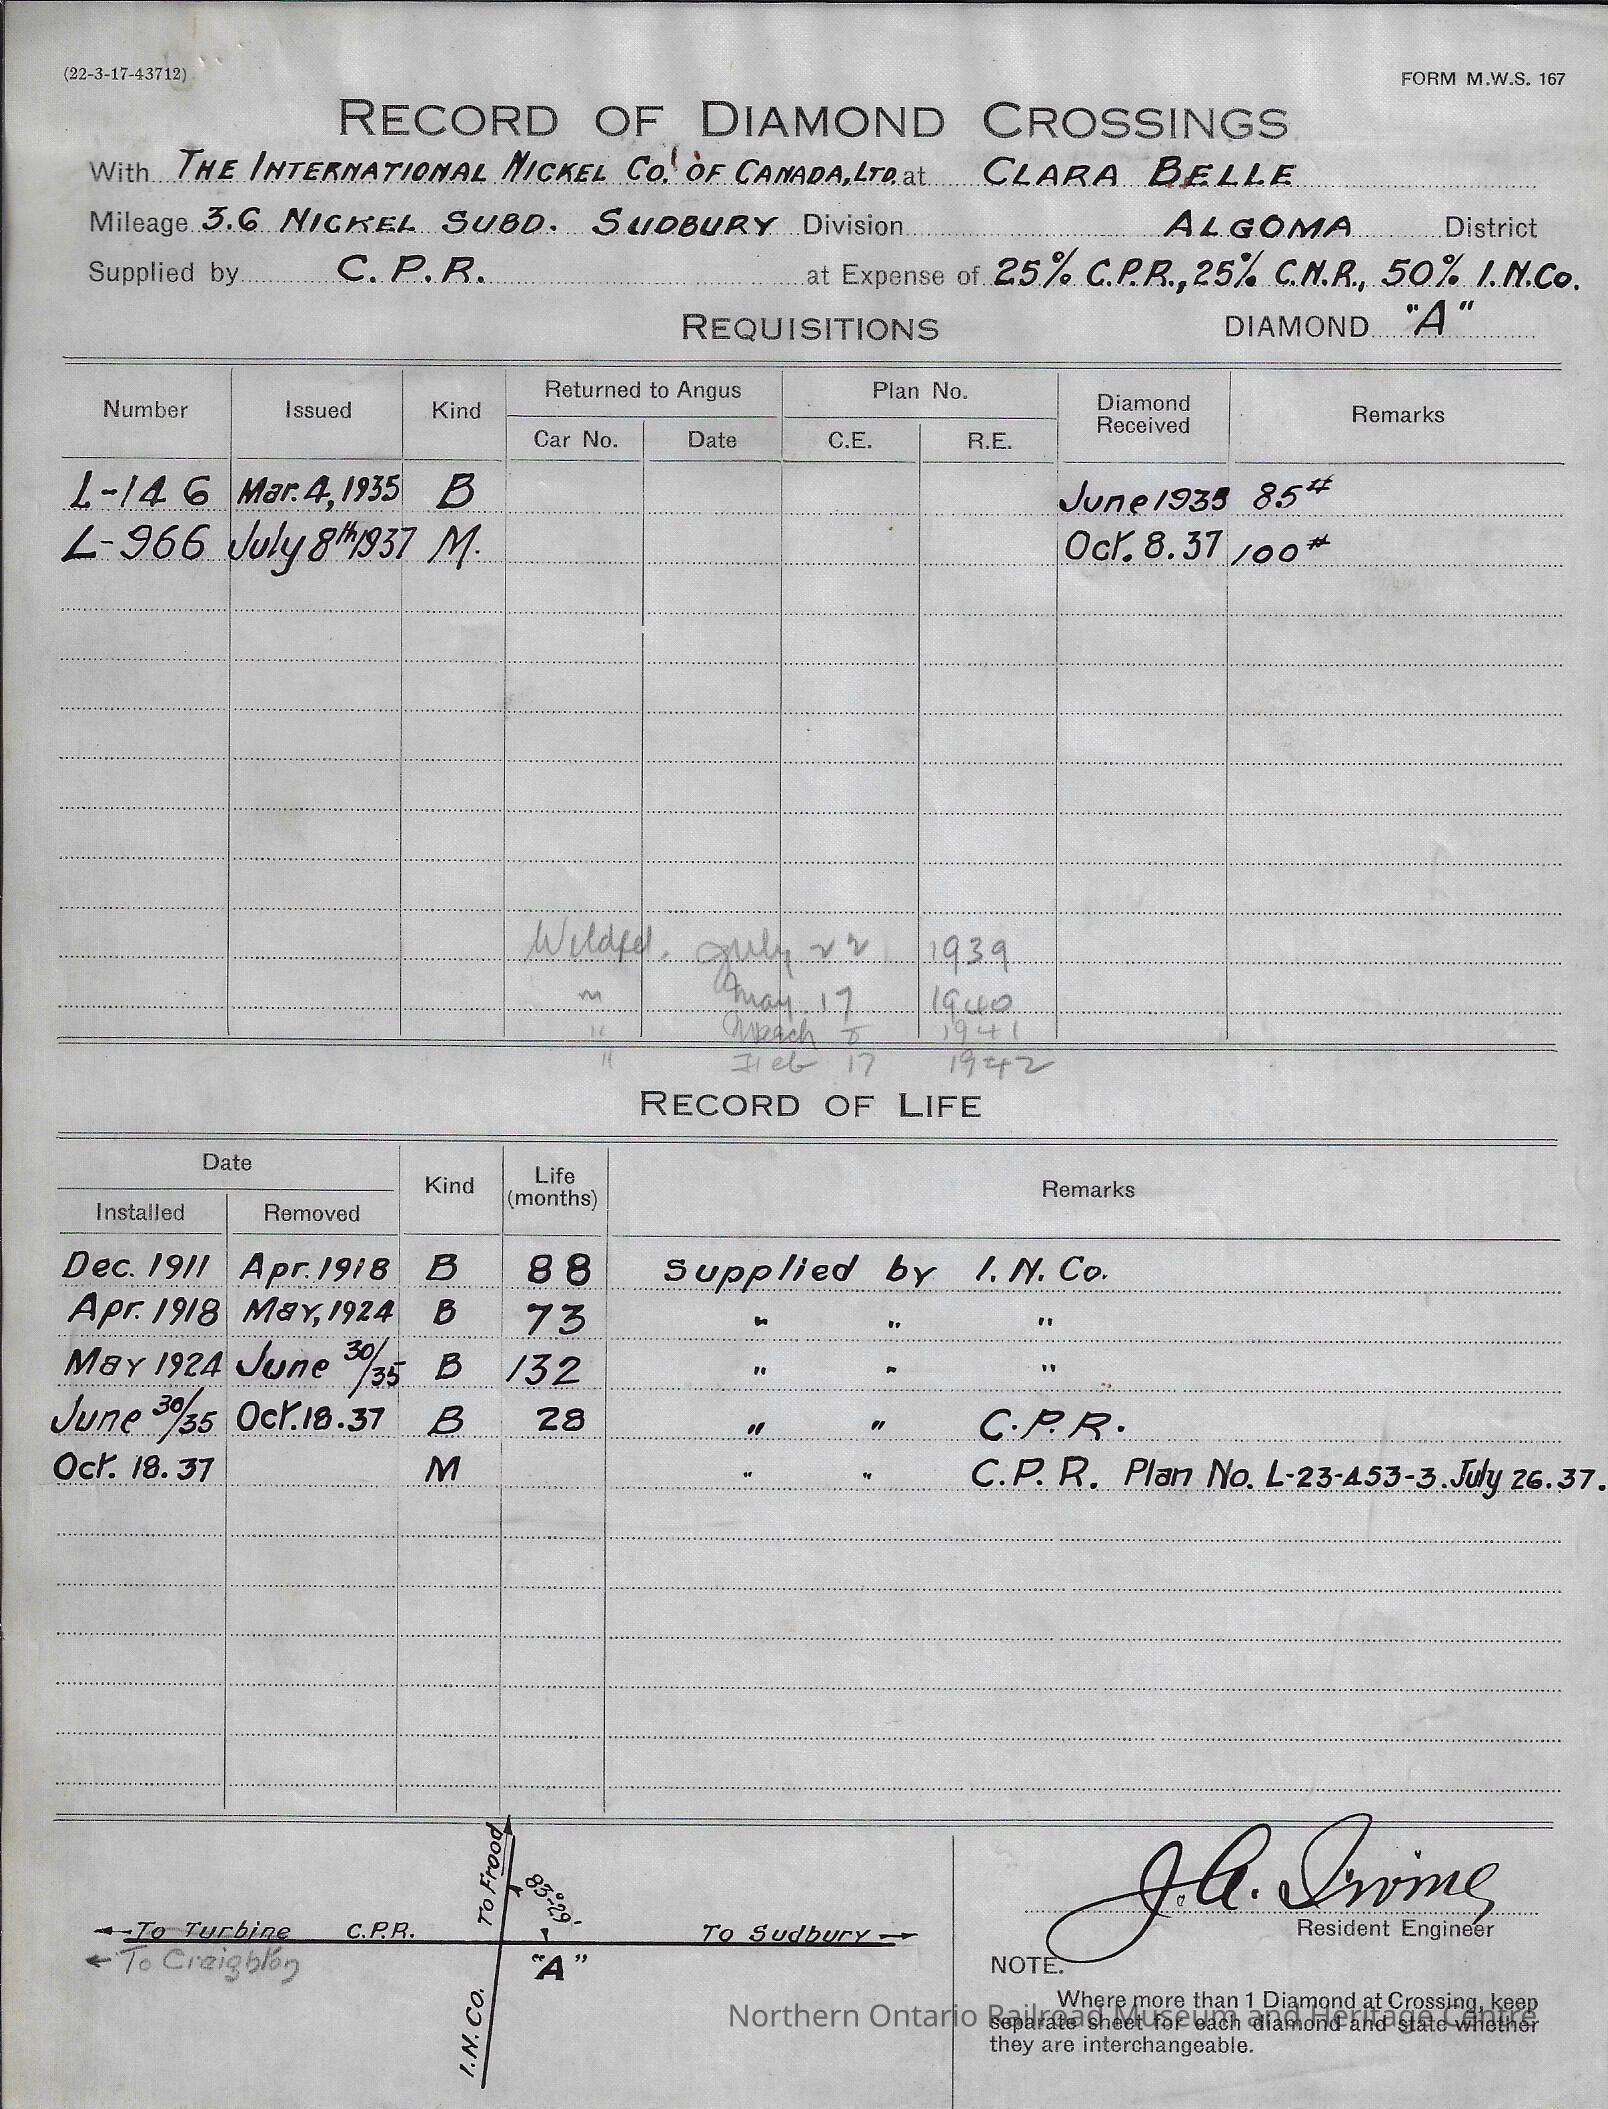 (22-3-17-43712)
FORM M.W.S. 167
RECORD OF DIAMOND CROSSINGS
With THE INTERNATIONAL NICKEL CO. OF CANADA, LTD. at CLARA BELLE
Mileage 3.6 NICKEL SUBD. SUDBURY Division ALGOMA District
Supplied by C.P.R. at Expense of 25% C.P.R., 25% C.N.R., 50% I.N.Co.
REQUISITIONS DIAMOND "A"
Number Issued Kind Returned to Angus Plan No. Diamond Received Remarks
Car No. Date C.E. R.E.
L-146 Mar. 4, 1935 B June 1935 85#
L-966 July 8th 1937 M. Oct. 8. 37 100#
July 22 1939
" May 17 1940
" March 1941
" Feb 17 1942
RECORD OF LIFE
Date Kind Life (months) Remarks
Installed Removed
Dec. 1911 Apr. 1918 B 88 Supplied by I.N.Co.
Apr. 1918 May, 1924 B 73 " " "
May 1924 June 30/35 B 132 " " "
June 30/35 Oct. 18. 37 B 28 " " C.P.R.
Oct. 18. 37 M " " C.P.R. Plan No. L-23-453-3. July 26. 37.
To Frood
83°-29'
To Turbine C.P.R. To Sudbury
To Creighton
"A"
I.N.CO.
J.A. Irvine
Resident Engineer
NOTE.
Where more than 1 Diamond at Crossing, keep
separate sheet for each diamond and state whether
they are interchangeable.
Northern Ontario Railroad Museum and Heritage Centre